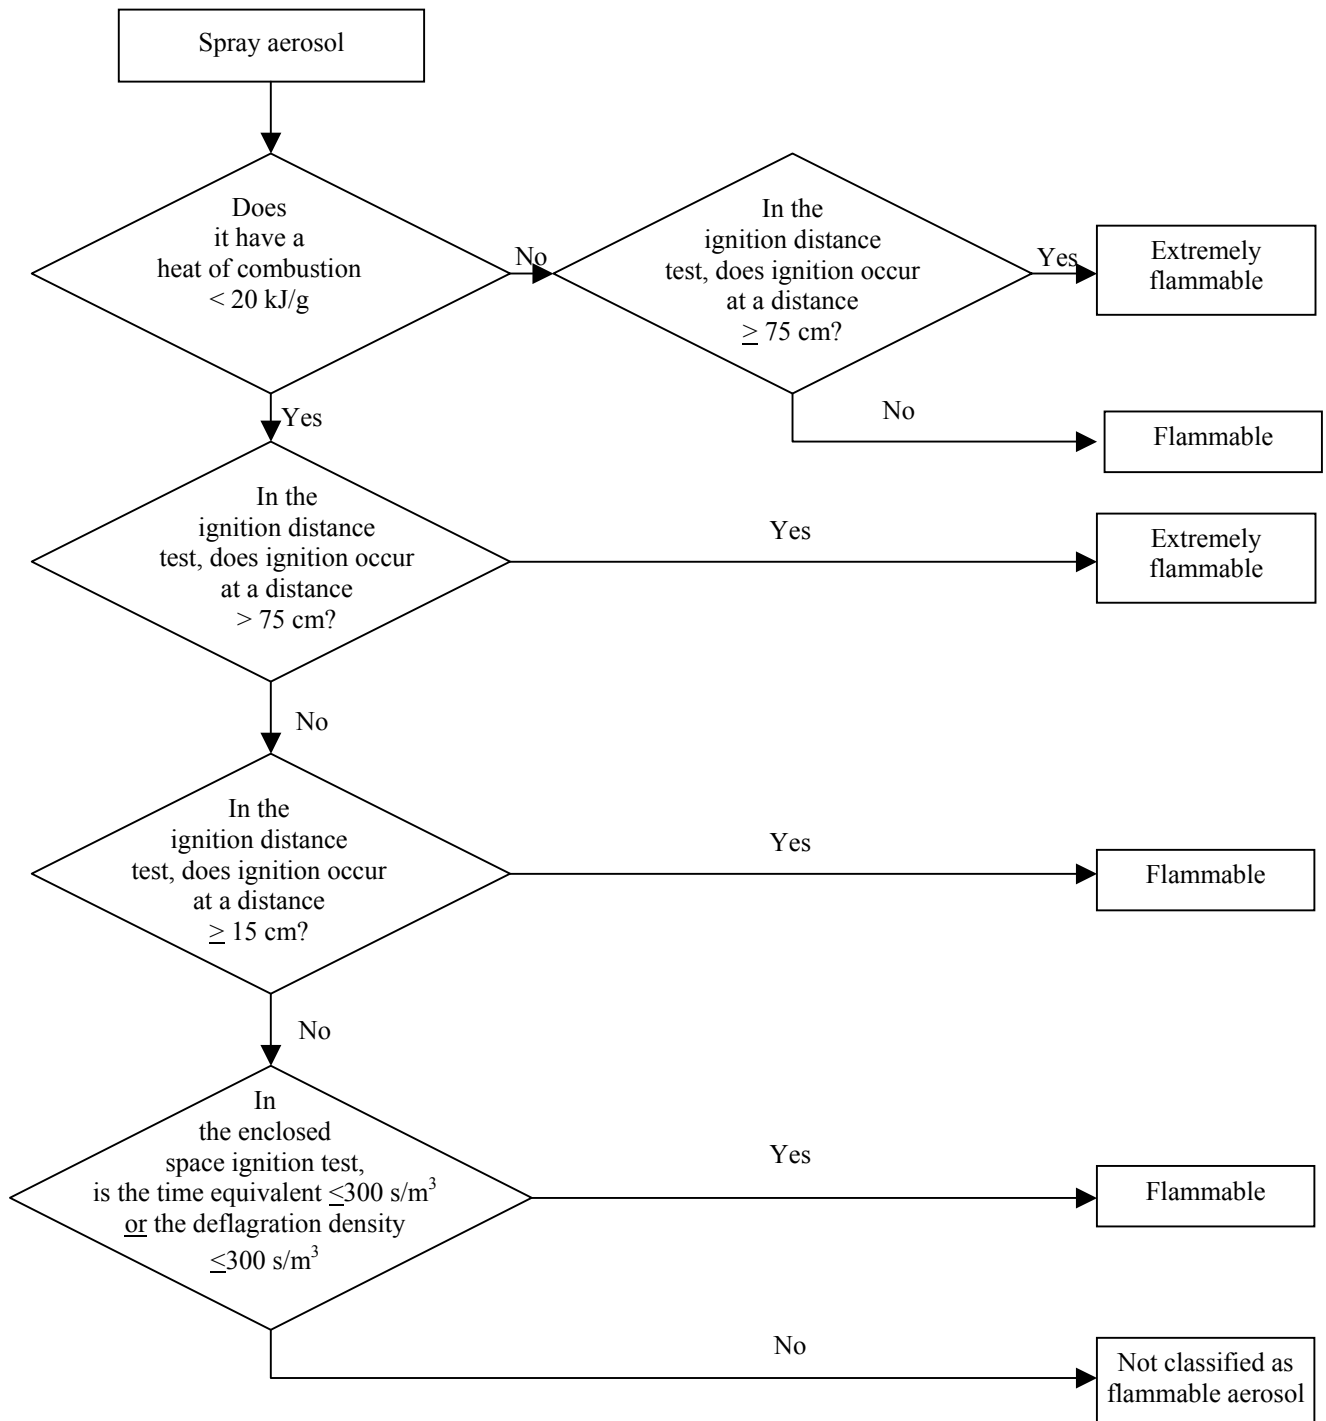 Spray aerosol
Does
it have a
heat of combustion
< 20 kJ/g
No
In the
ignition distance
test, does ignition occur
at a distance
≥ 75 cm?
Yes
Extremely
flammable
No
Flammable
Yes
In the
ignition distance
test, does ignition occur
at a distance
> 75 cm?
Yes
Extremely
flammable
No
In the
ignition distance
test, does ignition occur
at a distance
≥ 15 cm?
Yes
Flammable
No
In
the enclosed
space ignition test,
is the time equivalent ≤300 s/m³
or the deflagration density
≤300 s/m³
Yes
Flammable
No
Not classified as
flammable aerosol